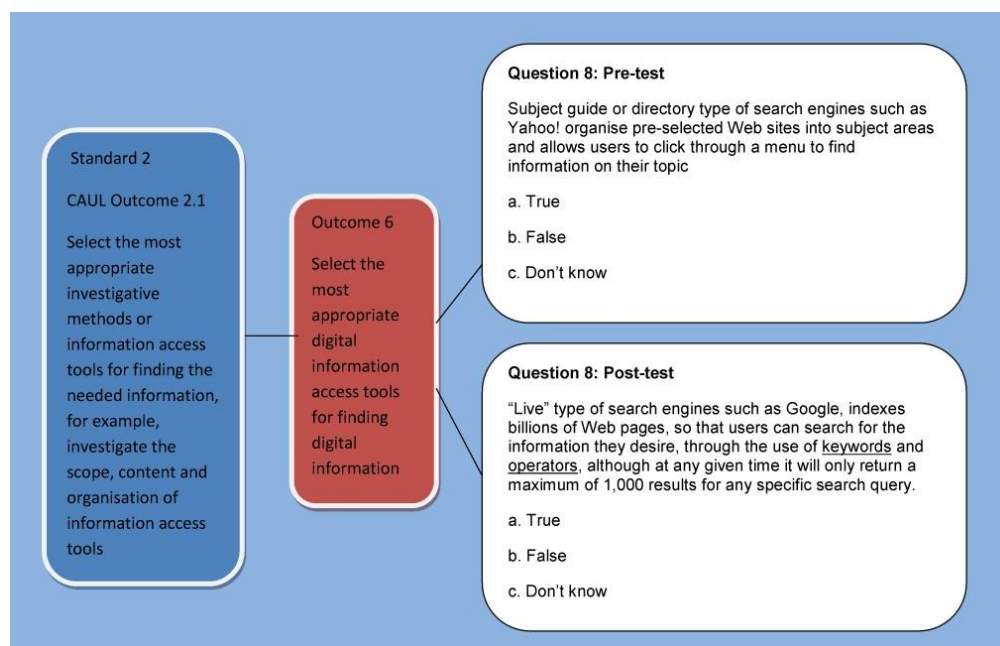 Standard 2
CAUL Outcome 2.1
Select the most
appropriate
investigative
methods or
information access
tools for finding the
needed information,
for example,
investigate the
scope, content and
organisation of
information access
tools
Outcome 6
Select the
most
appropriate
digital
information
access tools
for finding
digital
information
Question 8: Pre-test
Subject guide or directory type of search engines such as
Yahoo! organise pre-selected Web sites into subject areas
and allows users to click through a menu to find
information on their topic
a. True
b. False
c. Don't know
Question 8: Post-test
“Live” type of search engines such as Google, indexes
billions of Web pages, so that users can search for the
information they desire, through the use of keywords and
operators, although at any given time it will only return a
maximum of 1,000 results for any specific search query.
a. True
b. False
c. Don't know